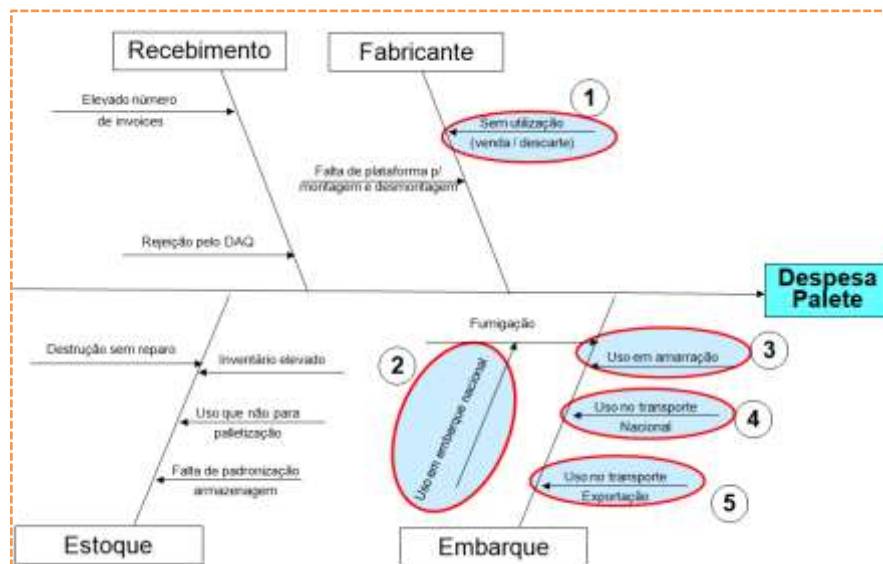 Recebimento
Fabricante
Elevado número
de invoices
1
Sem utilização
(venda / descarte)
Falta de plataforma p/
montagem e desmontagem
Rejeição pelo DAQ
Despesa
Palete
Fumigação
Destrução sem reparo
Inventário elevado
2
Uso em embarque nacional
Uso em amarração
3
Uso que não para
palletização
Uso no transporte
Nacional
4
Falta de padronização
armazenagem
Uso no transporte
Exportação
5
Estoque
Embarque